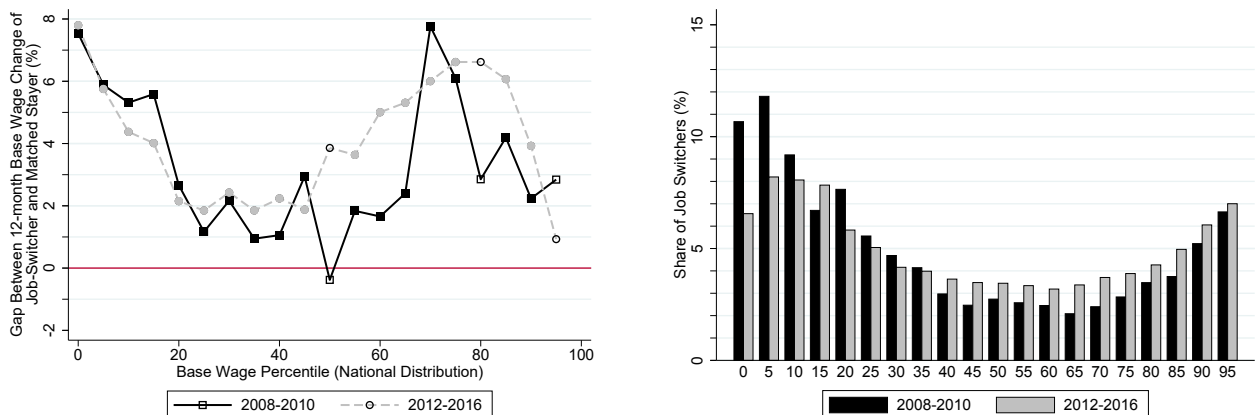 Gap Between 12-month Base Wage Change of
Job-Switcher and Matched Stayer (%)
8
6
4
2
0
-2
0 20 40 60 80 100
Base Wage Percentile (National Distribution)
2008-2010 2012-2016
Share of Job Switchers (%)
15
10
5
0
0 5 10 15 20 25 30 35 40 45 50 55 60 65 70 75 80 85 90 95
2008-2010 2012-2016